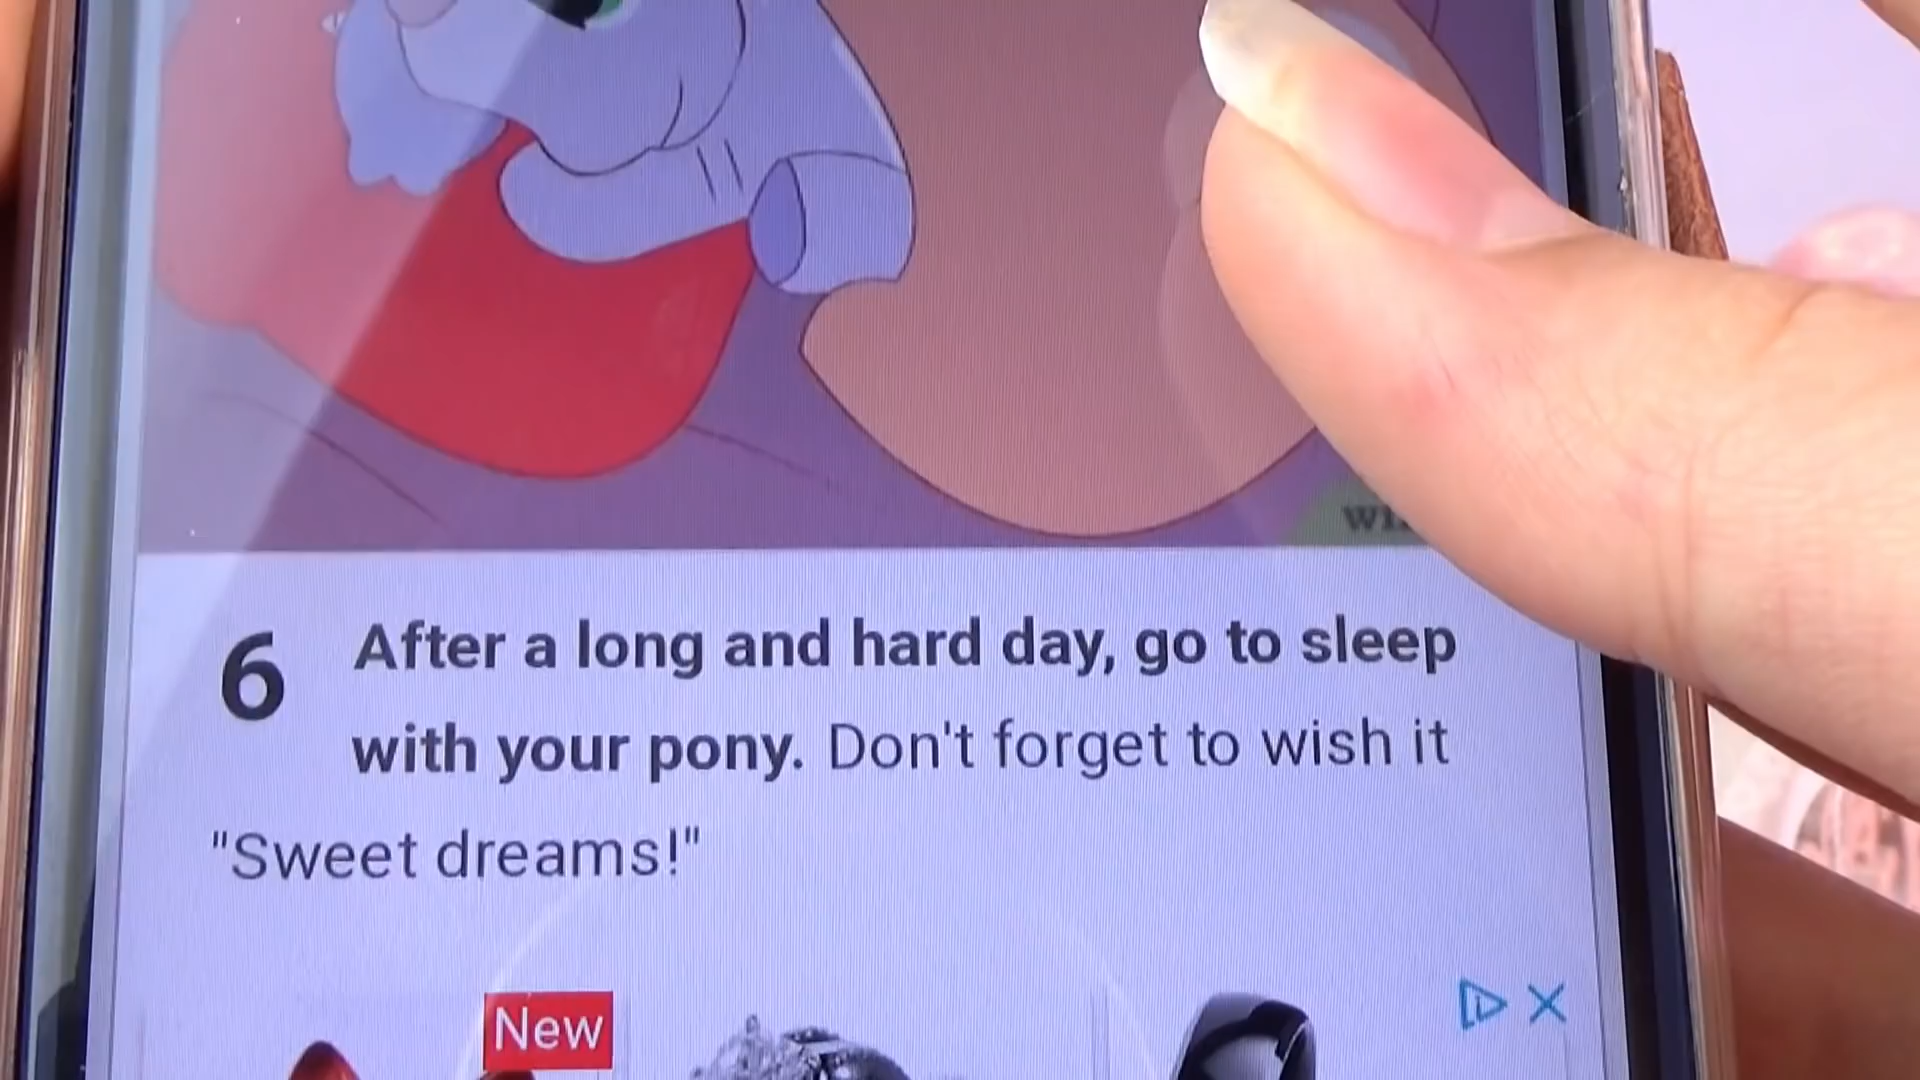 6 After a long and hard day, go to sleep
with your pony. Don't forget to wish it
"Sweet dreams!"
New